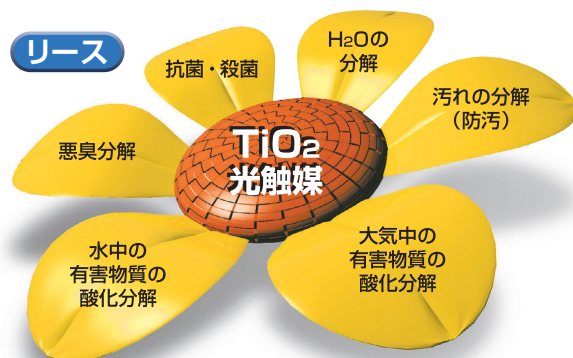 リース
抗菌・殺菌
H₂Oの
分解
汚れの分解
（防汚）
悪臭分解
TiO₂
光触媒
水中の
有害物質の
酸化分解
大気中の
有害物質の
酸化分解